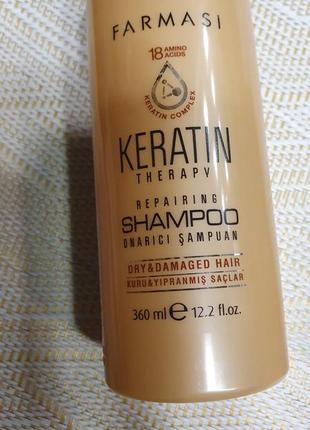 FARMASI
18 AMINO ACIDS
KERATIN COMPLEX
KERATIN
THERAPY
REPAIRING
SHAMPOO
ONARICI ŞAMPUAN
DRY&DAMAGED HAIR
KURU&YIPRANMIŞ SAÇLAR
360 ml e 12.2 fl.oz.